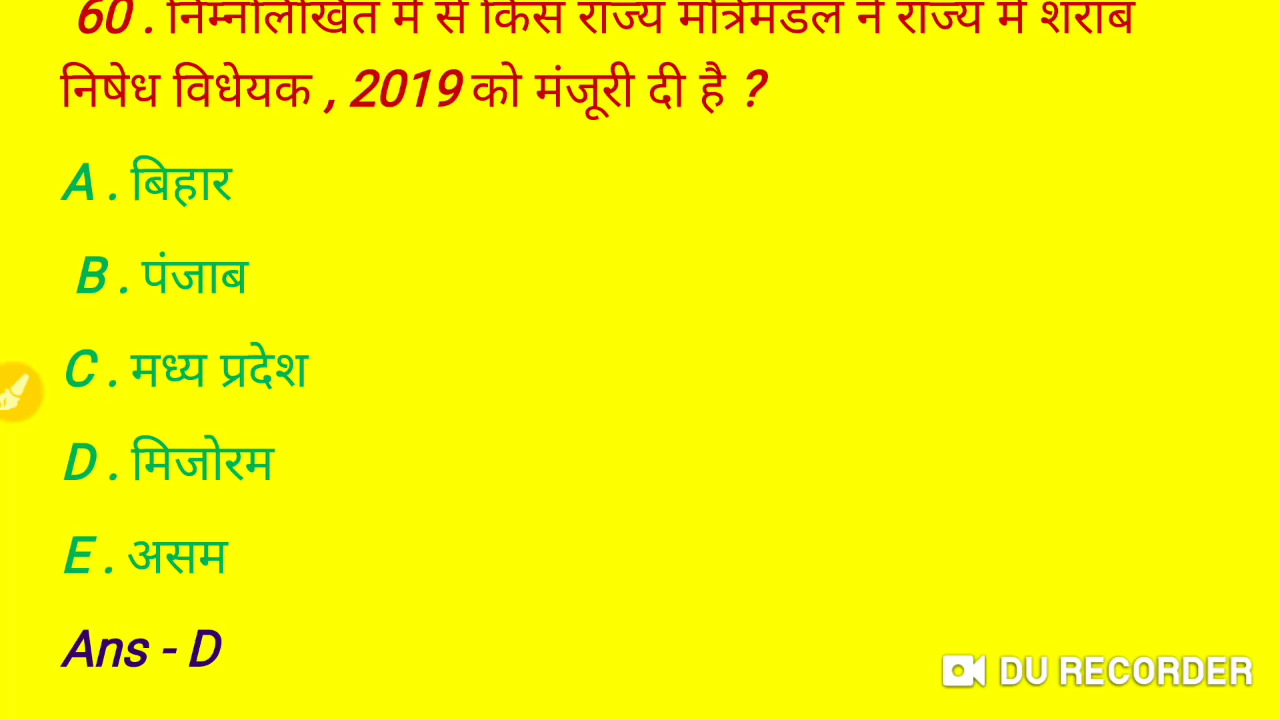 60 . निम्नलिखित में से किस राज्य मंत्रिमंडल ने राज्य में शराब
निषेध विधेयक , 2019 को मंजूरी दी है ?
A . बिहार
B . पंजाब
C . मध्य प्रदेश
D . मिजोरम
E . असम
Ans - D
DU RECORDER